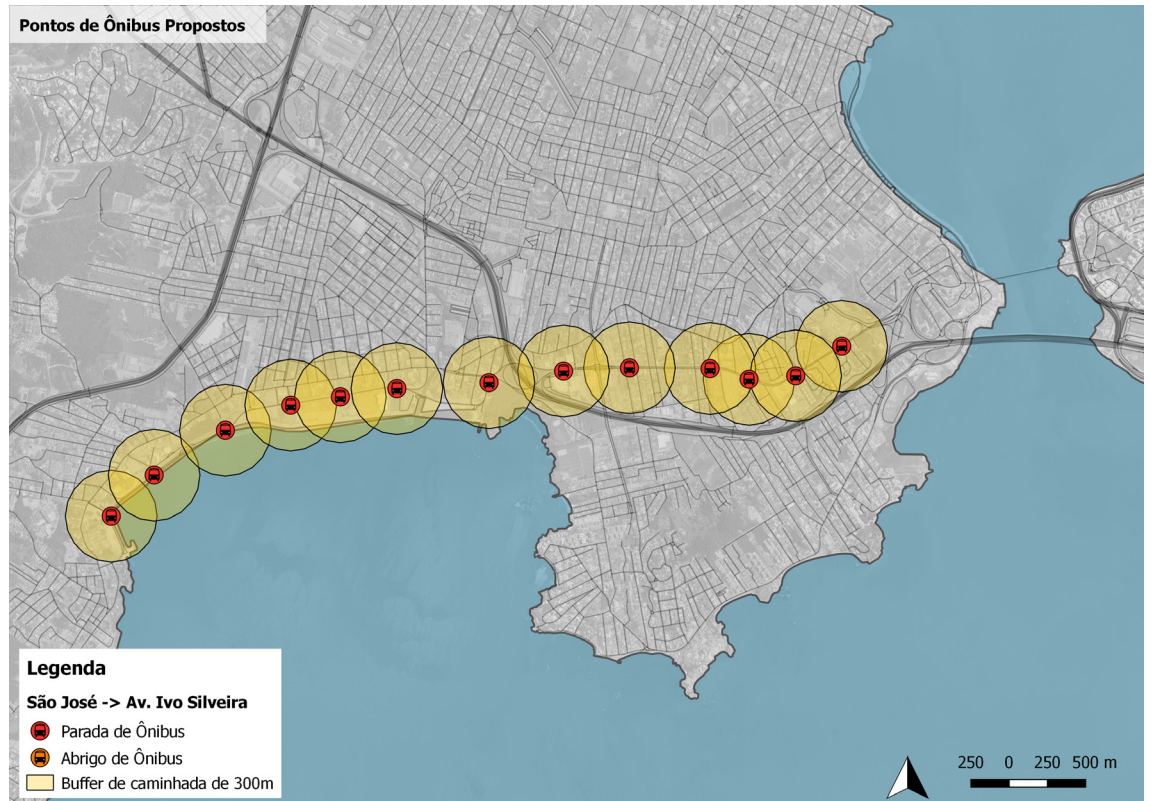 Pontos de Ônibus Propostos
Legenda
São José -> Av. Ivo Silveira
Parada de Ônibus
Abrigo de Ônibus
Buffer de caminhada de 300m
250 0 250 500 m